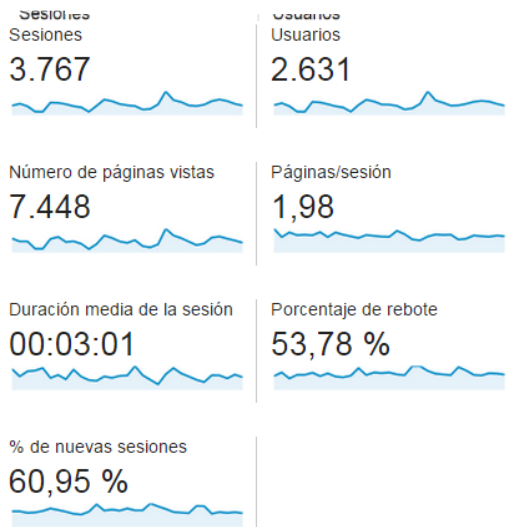 Sesiones Usuarios
Sesiones Usuarios
3.767 2.631
Número de páginas vistas Páginas/sesión
7.448 1,98
Duración media de la sesión Porcentaje de rebote
00:03:01 53,78 %
% de nuevas sesiones
60,95 %